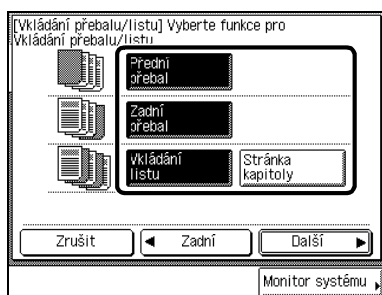 [Vkládání přebalu/listu] Vyberte funkce pro
Vkládání přebalu/listu.
Přední
přebal
Zadní
přebal
Vkládání
listu
Stránka
kapitoly
Zrušit
◀ Zadní
Další ▶
Monitor systému